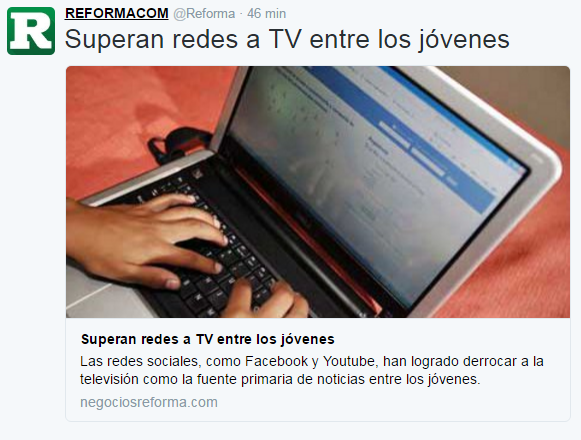 R
REFORMACOM @Reforma · 46 min
Superan redes a TV entre los jóvenes
Superan redes a TV entre los jóvenes
Las redes sociales, como Facebook y Youtube, han logrado derrocar a la
televisión como la fuente primaria de noticias entre los jóvenes.
negociosreforma.com